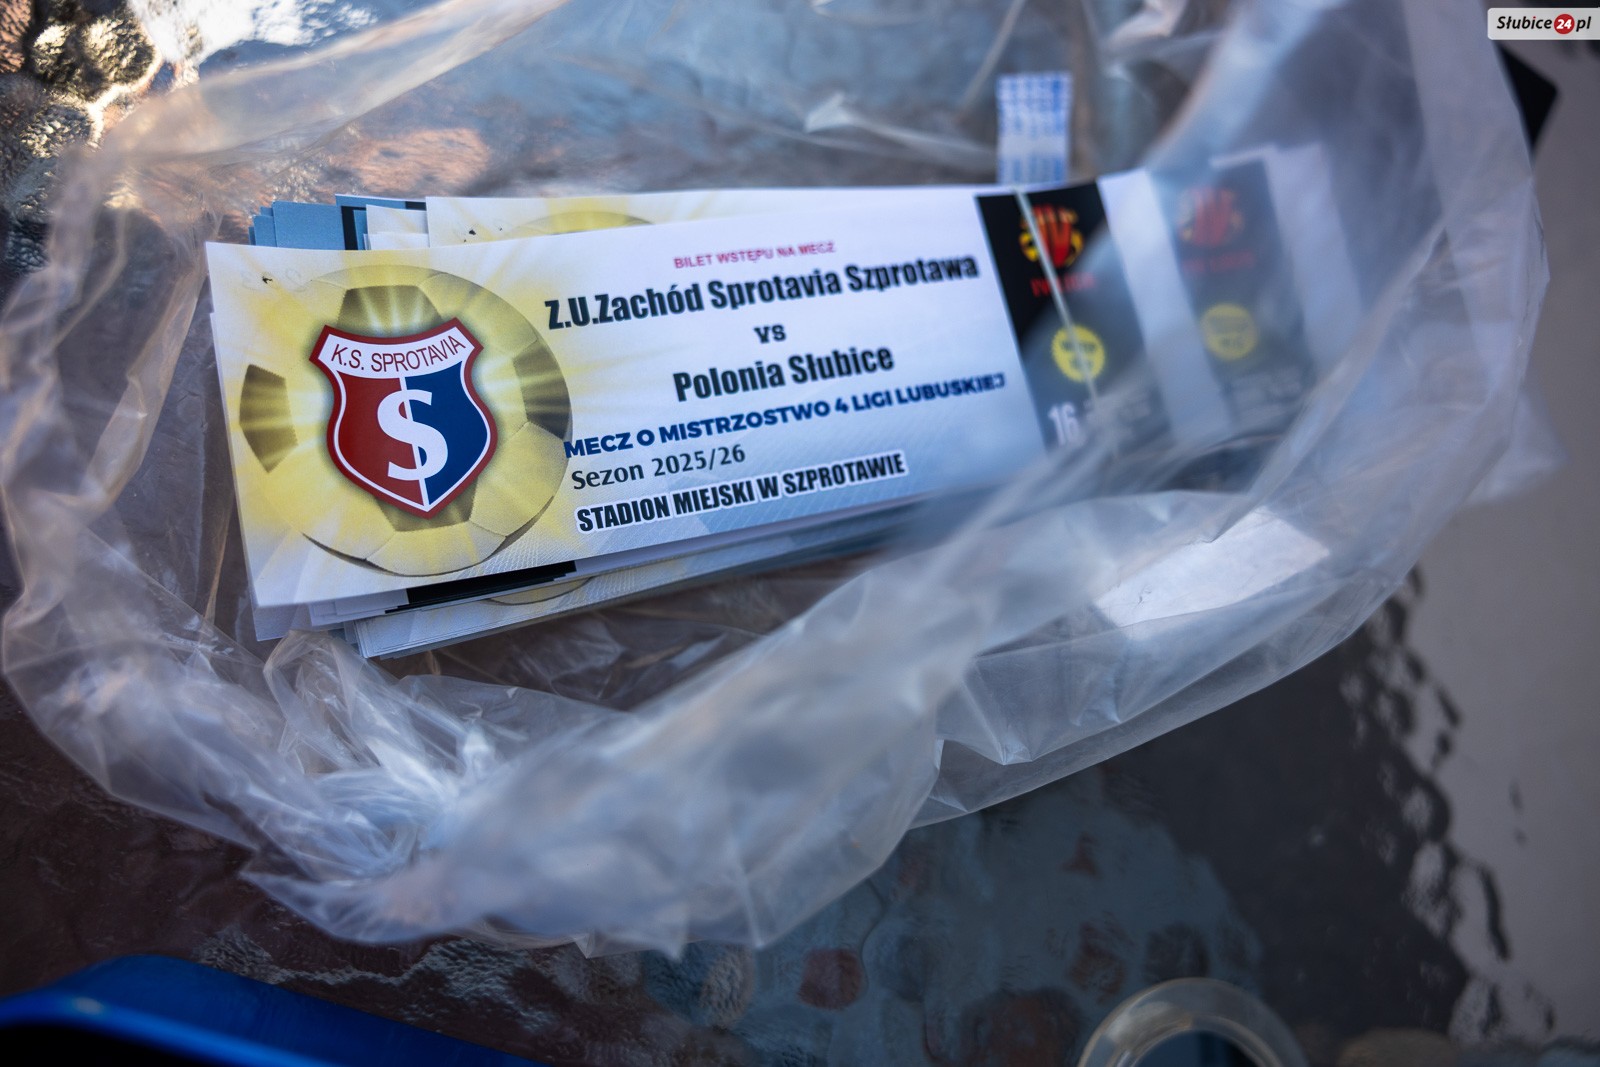 Słubice24.pl
BILET WSTĘPU NA MECZ
Z.U.Zachód Sprotavia Szprotawa
vs
Polonia Słubice
MECZ O MISTRZOSTWO 4 LIGI LUBUSKIEJ
Sezon 2025/26
STADION MIEJSKI W SZPROTAWIE
K.S. SPROTAVIA
S
16